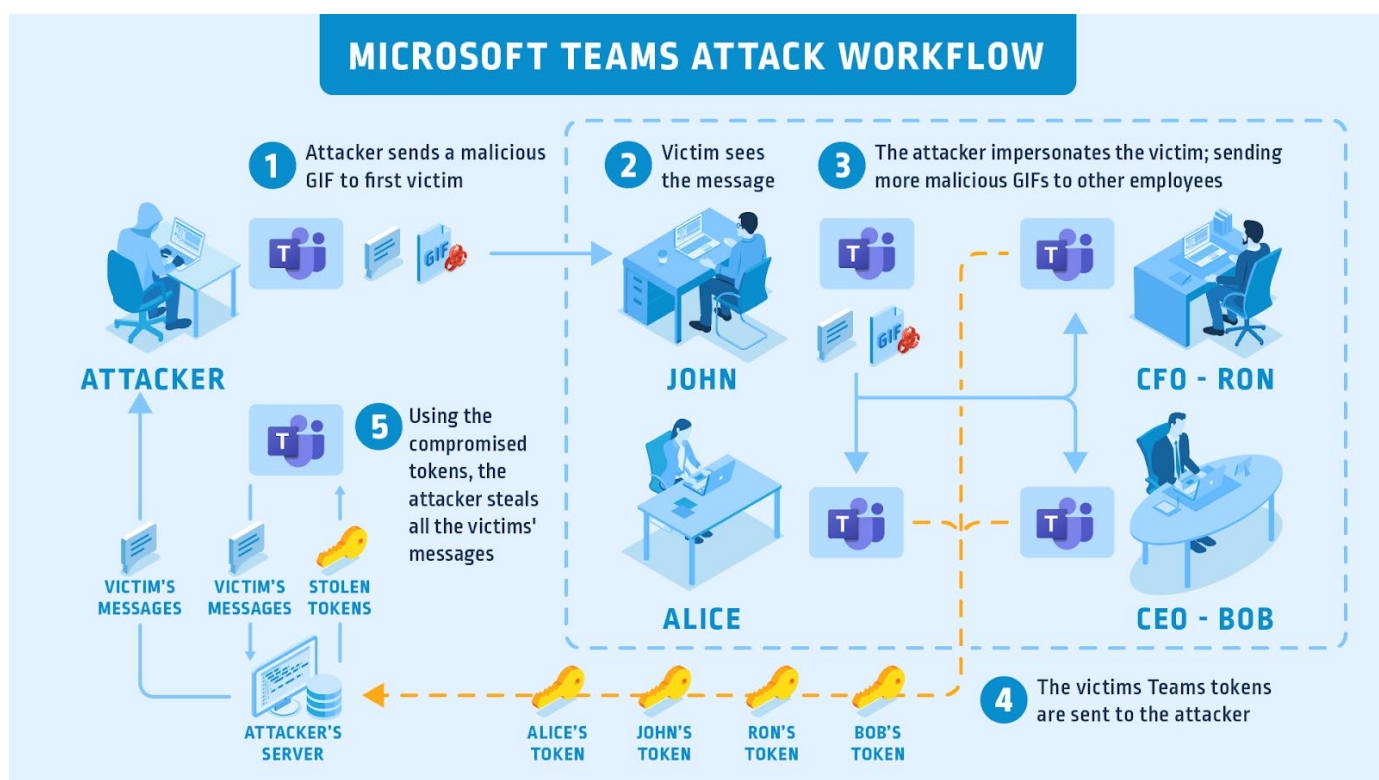 MICROSOFT TEAMS ATTACK WORKFLOW
1
Attacker sends a malicious
GIF to first victim
2
Victim sees
the message
3
The attacker impersonates the victim; sending
more malicious GIFs to other employees
T
GIF
T
GIF
T
ATTACKER
JOHN
CFO - RON
T
5
Using the
compromised
tokens, the
attacker steals
all the victims'
messages
T
T
VICTIM'S
MESSAGES
VICTIM'S
MESSAGES
STOLEN
TOKENS
ALICE
CEO - BOB
ATTACKER'S
SERVER
ALICE'S
TOKEN
JOHN'S
TOKEN
RON'S
TOKEN
BOB'S
TOKEN
4
The victims Teams tokens
are sent to the attacker